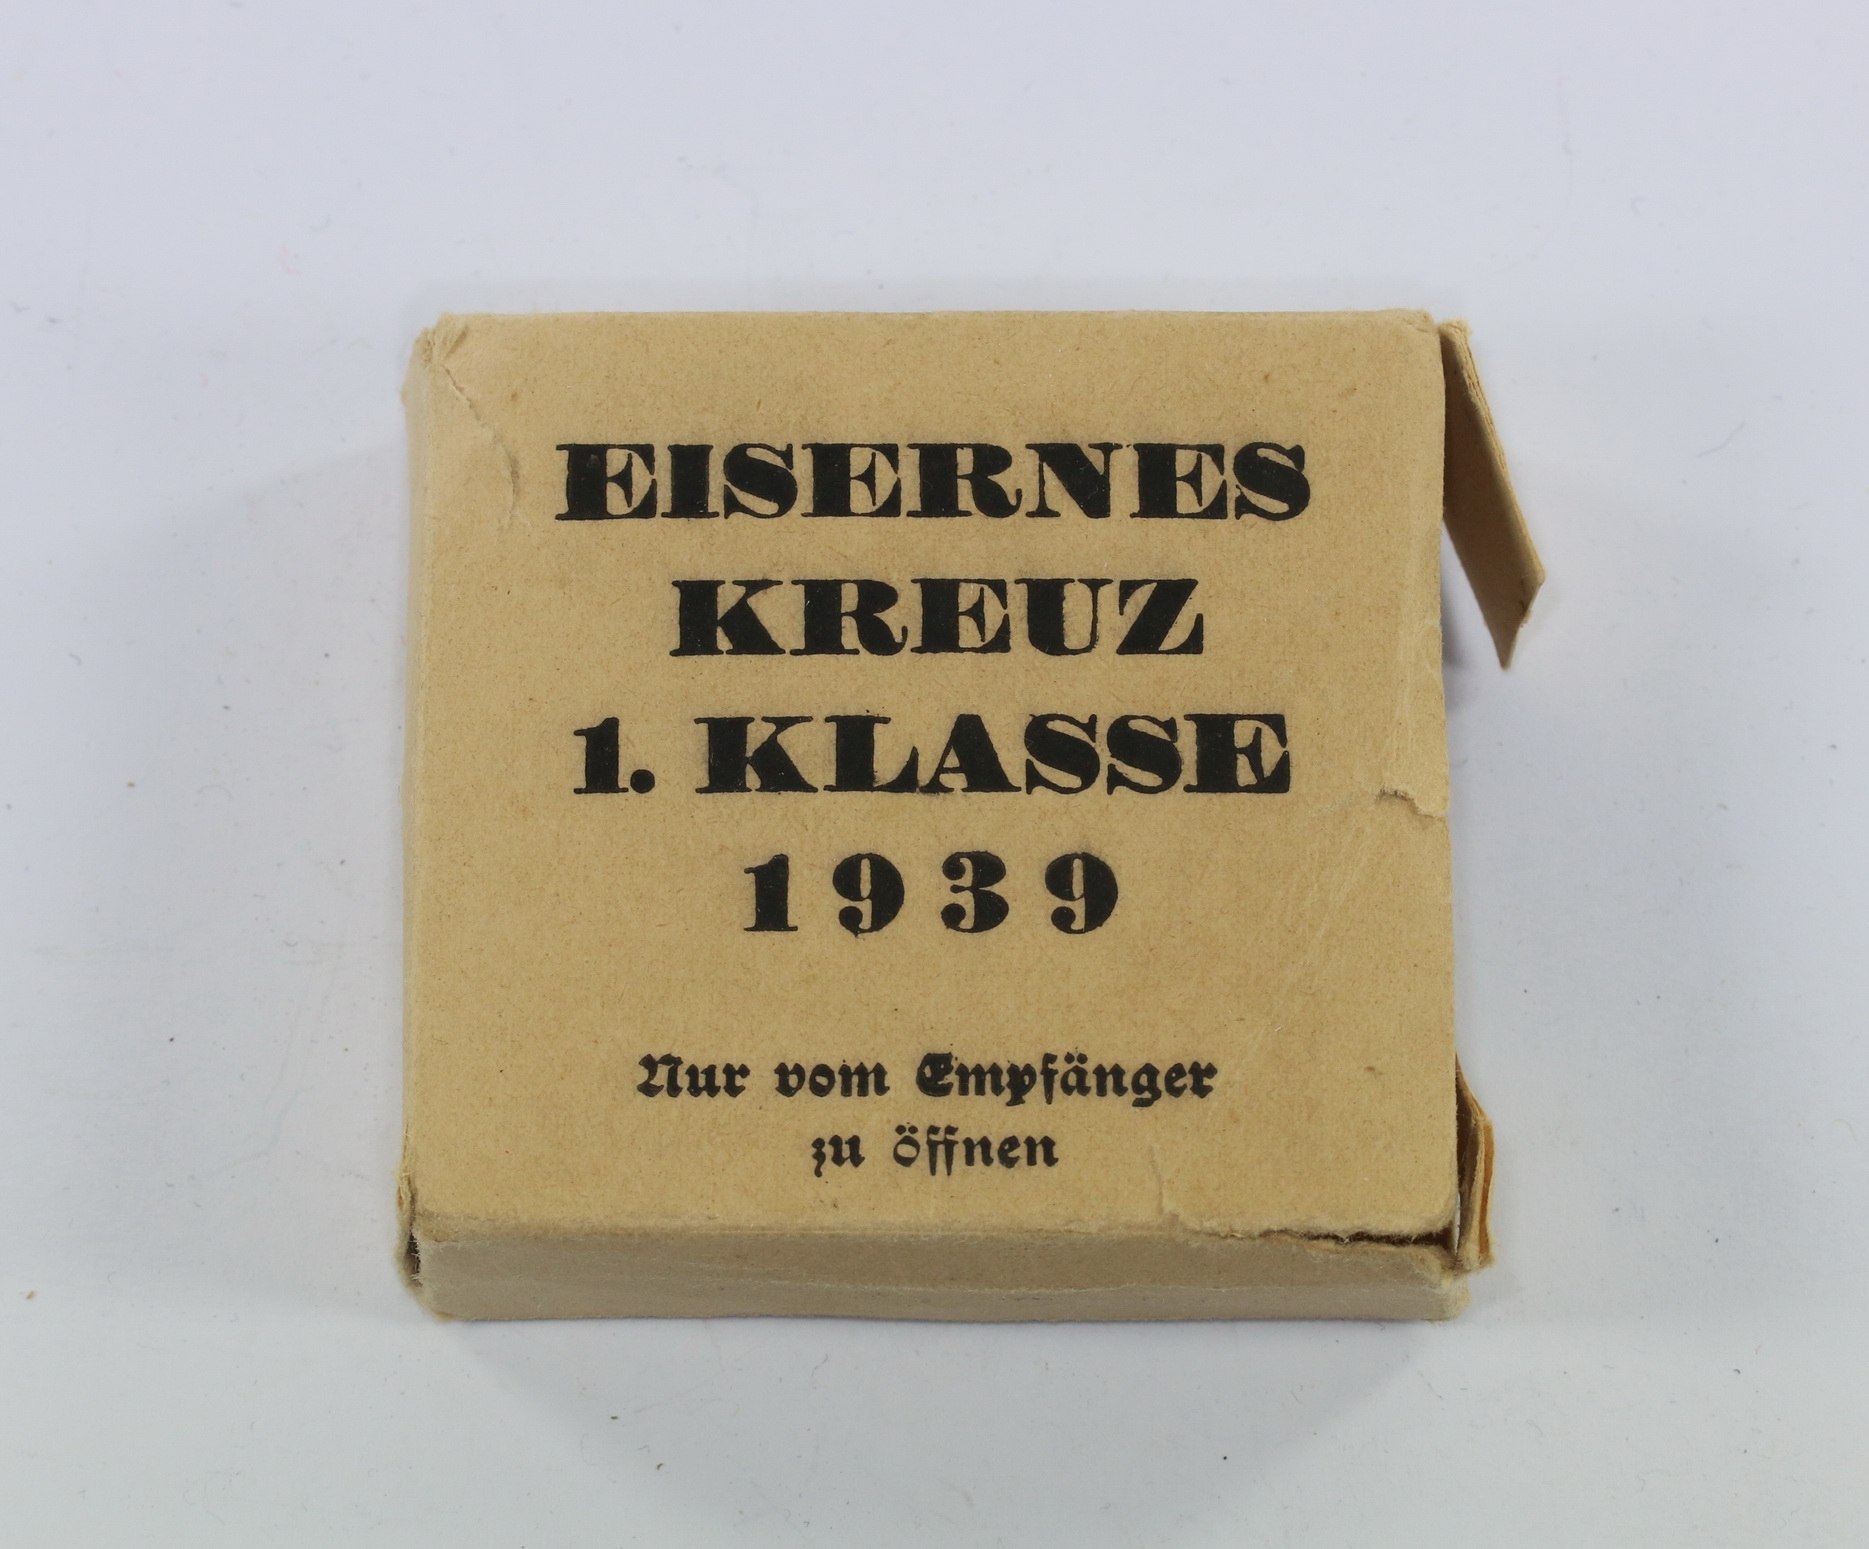 EISERNES
KREUZ
1. KLASSE
1939
Nur vom Empfänger
zu öffnen